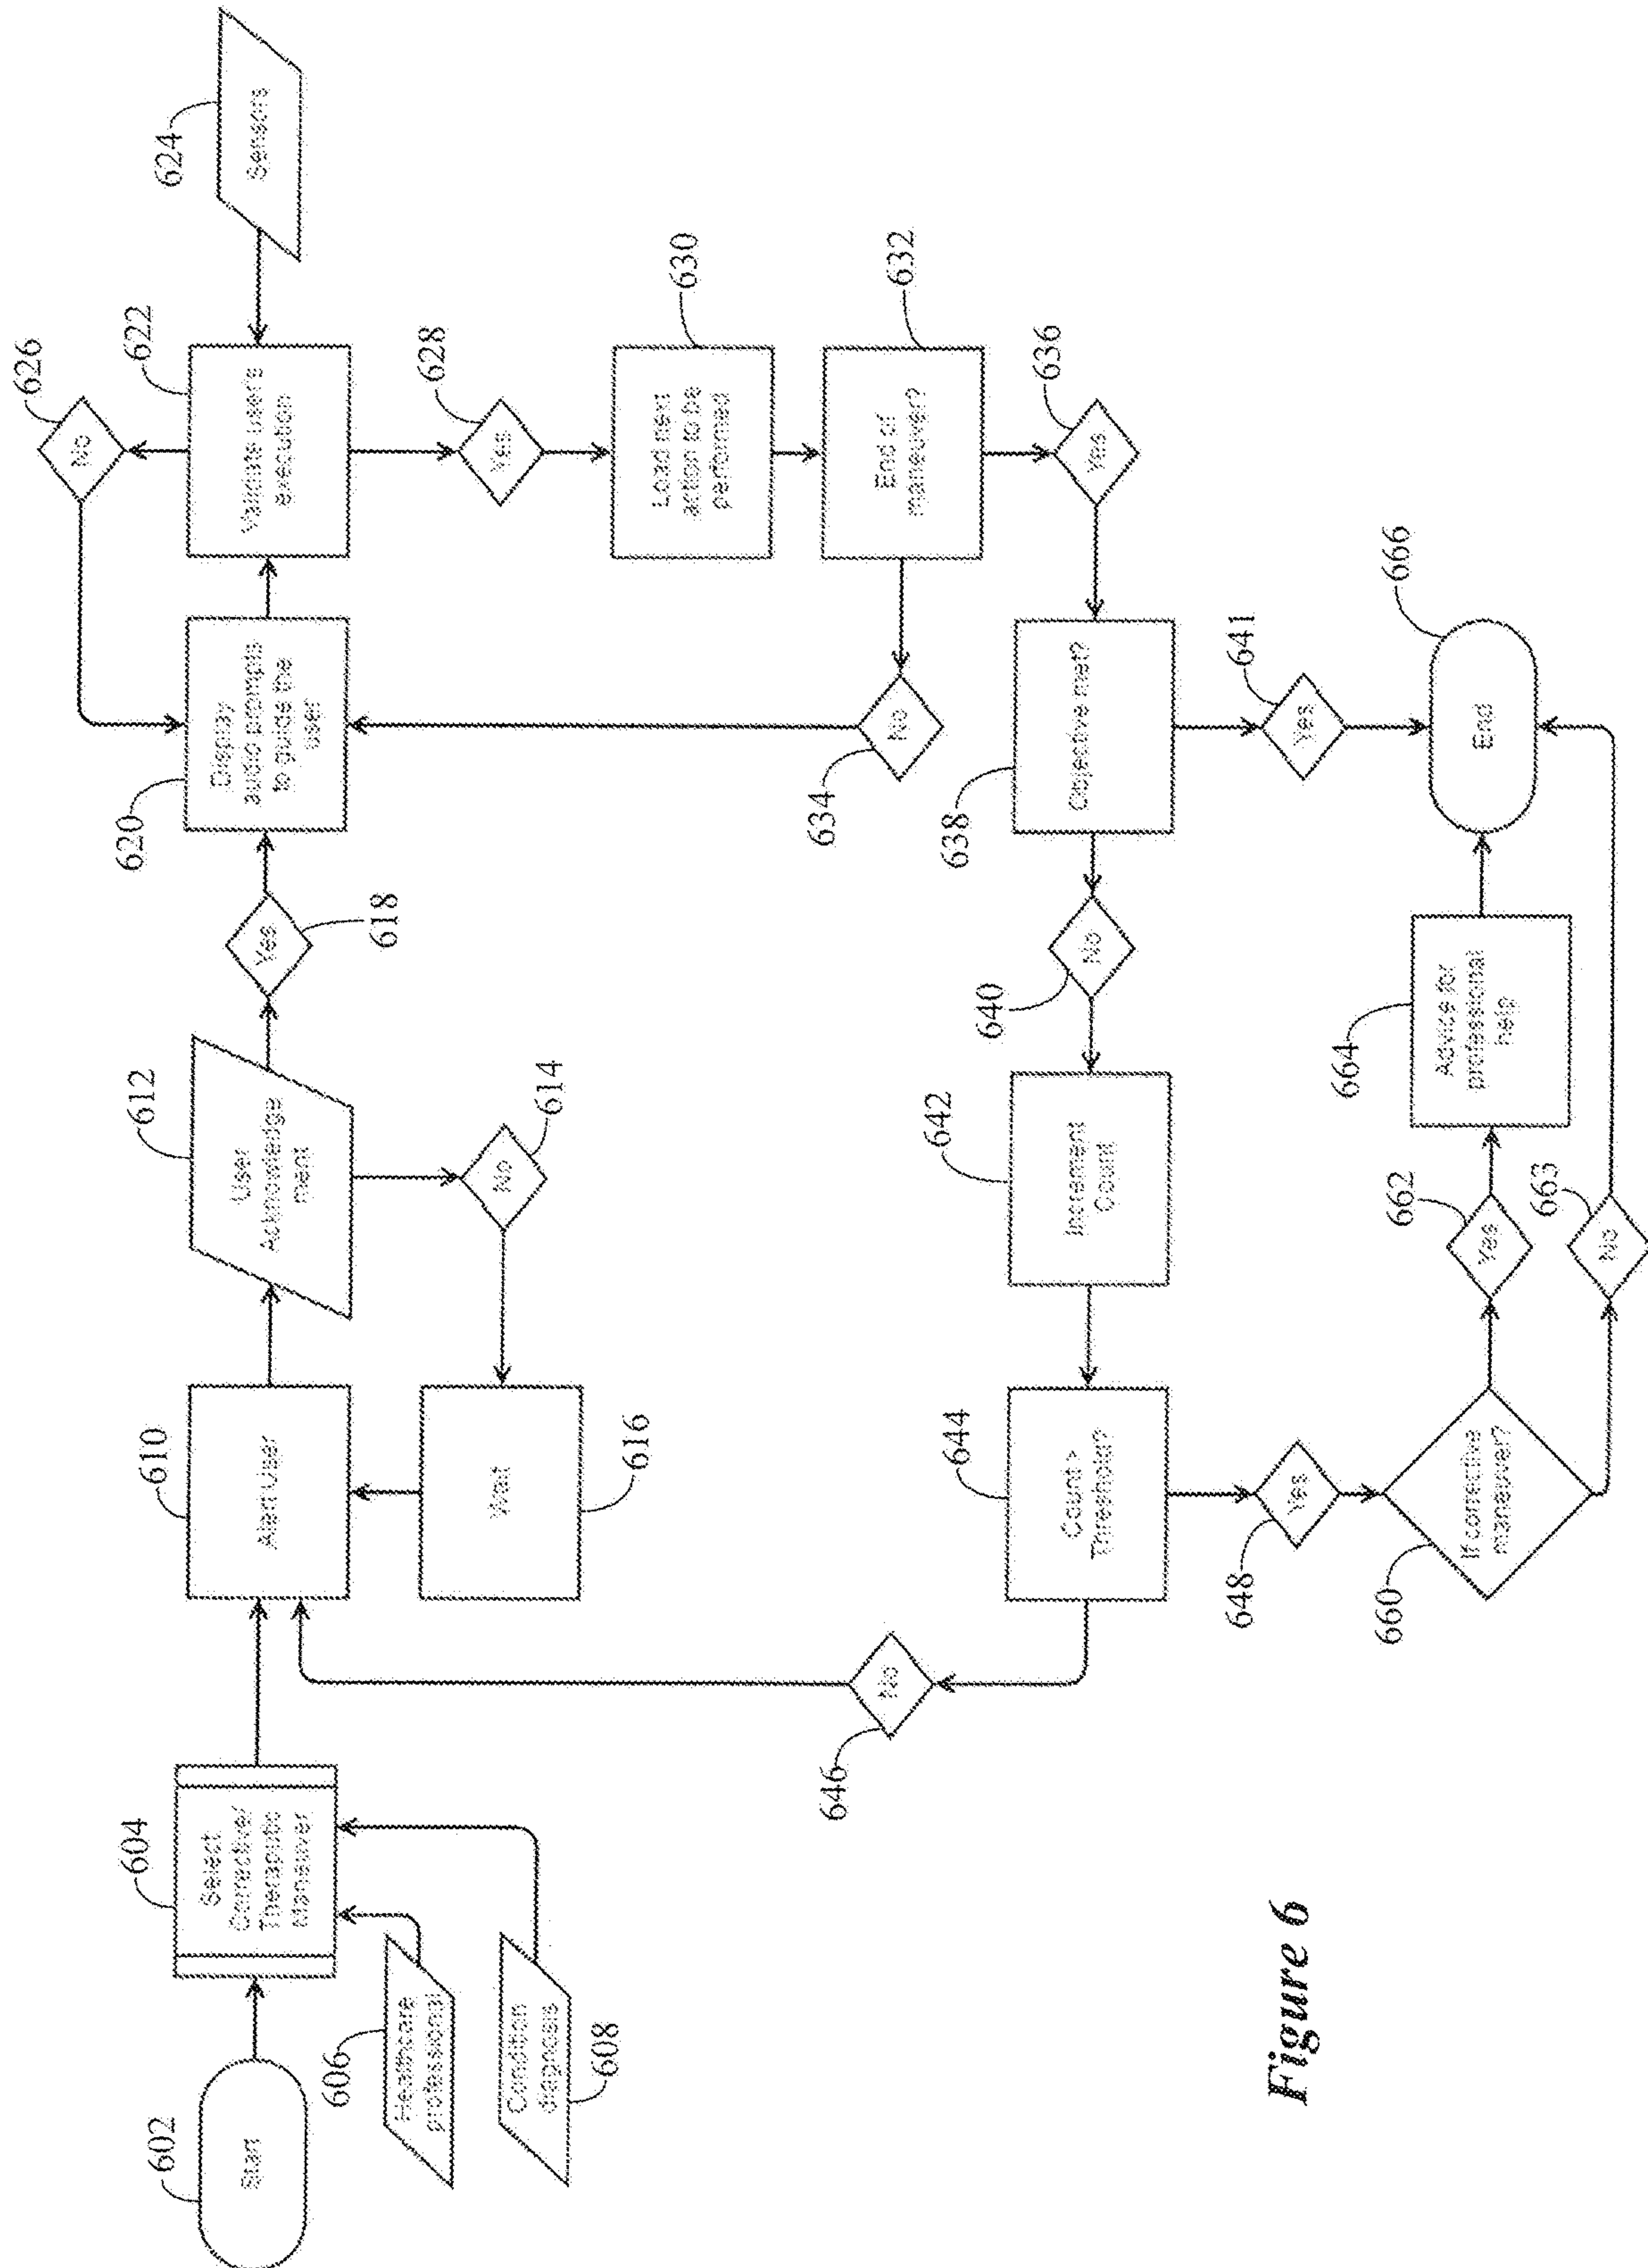 602
Start
604
Select
Corrective/
Theraputic
Maneuver
606
Healthcare
professional
608
Condition
diagnosis
610
Alert User
612
User
Acknowledge
ment
614
No
616
Wait
618
Yes
620
Display
audio prompts
to guide the
user
622
Validate user's
execution
624
Sensors
626
No
628
Yes
630
Load next
action to be
performed
632
End of
maneuver?
634
No
636
Yes
638
Objective met?
640
No
641
Yes
642
Increment
Count
644
Count >
Threshold?
646
No
648
Yes
660
If corrective
maneuver?
662
Yes
663
No
664
Advice for
professional
help
666
End
Figure 6